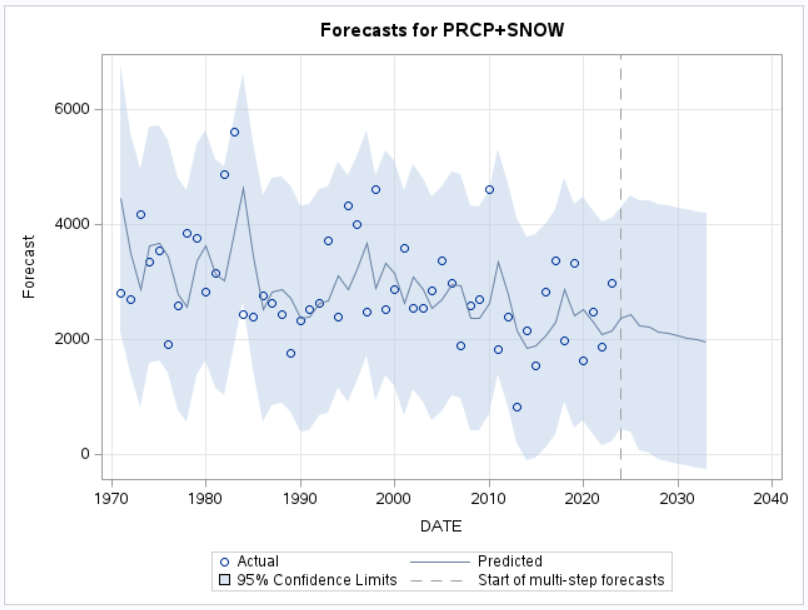 Forecasts for PRCP+SNOW
6000
4000
2000
0
Forecast
1970 1980 1990 2000 2010 2020 2030 2040
DATE
Actual Predicted
95% Confidence Limits Start of multi-step forecasts